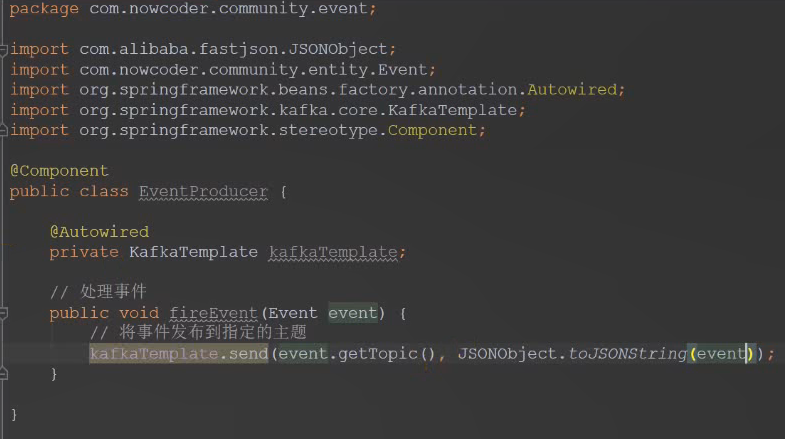 package com.nowcoder.community.event;
import com.alibaba.fastjson.JSONObject;
import com.nowcoder.community.entity.Event;
import org.springframework.beans.factory.annotation.Autowired;
import org.springframework.kafka.core.KafkaTemplate;
import org.springframework.stereotype.Component;
@Component
public class EventProducer {
@Autowired
private KafkaTemplate kafkaTemplate;
// 处理事件
public void fireEvent(Event event) {
// 将事件发布到指定的主题
kafkaTemplate.send(event.getTopic(), JSONObject.toJSONString(event));
}
}